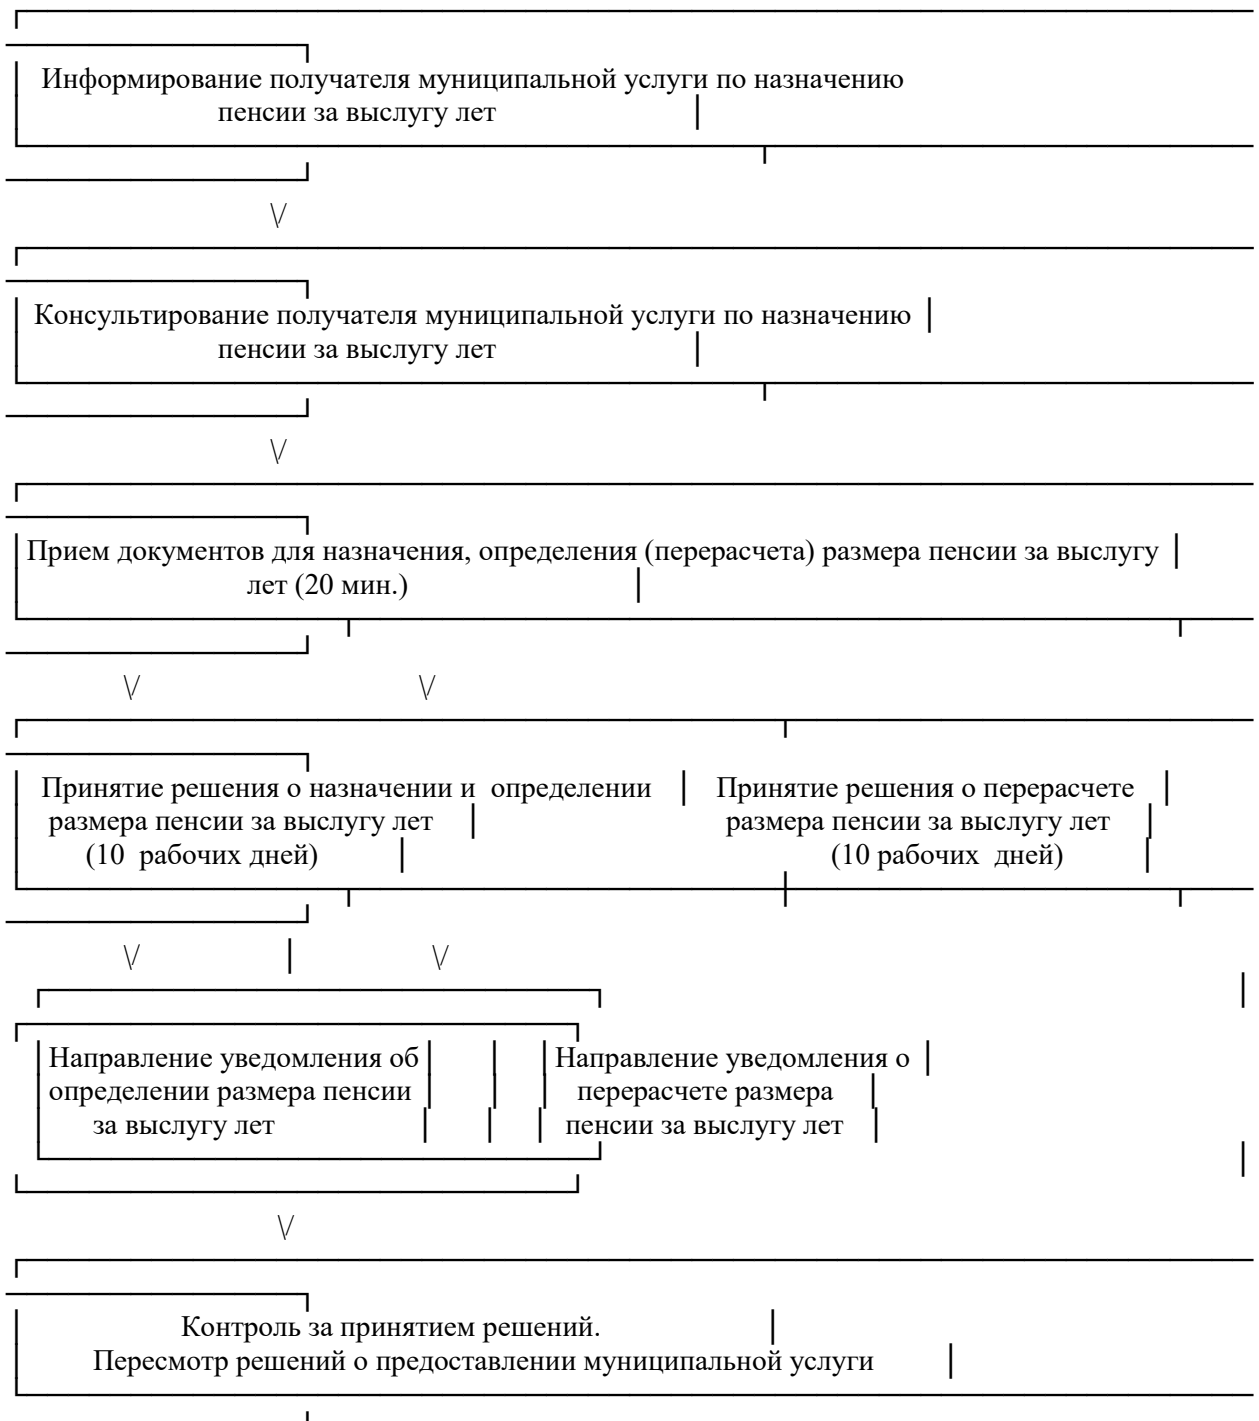 Информирование получателя муниципальной услуги по назначению
пенсии за выслугу лет
\/
Консультирование получателя муниципальной услуги по назначению
пенсии за выслугу лет
\/
Прием документов для назначения, определения (перерасчета) размера пенсии за выслугу
лет (20 мин.)
\/ \/
Принятие решения о назначении и определении
размера пенсии за выслугу лет
(10 рабочих дней)
Принятие решения о перерасчете
размера пенсии за выслугу лет
(10 рабочих дней)
\/ \/
Направление уведомления об
определении размера пенсии
за выслугу лет
Направление уведомления о
перерасчете размера
пенсии за выслугу лет
\/
Контроль за принятием решений.
Пересмотр решений о предоставлении муниципальной услуги